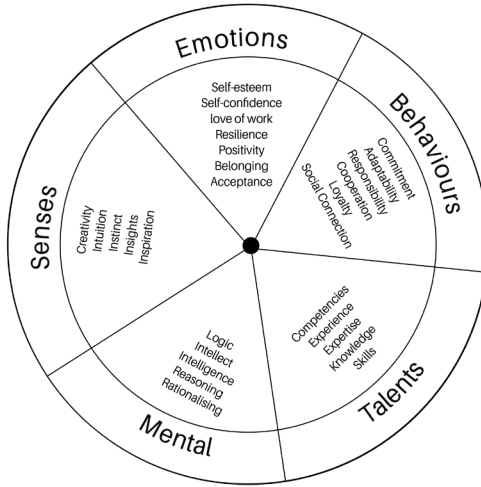 Emotions
Self-esteem
Self-confidence
love of work
Resilience
Positivity
Belonging
Acceptance
Behaviours
Commitment
Adaptability
Responsibility
Cooperation
Loyalty
Social Connection
Talents
Competencies
Experience
Expertise
Knowledge
Skills
Mental
Logic
Intellect
Intelligence
Reasoning
Rationalising
Senses
Creativity
Intuition
Instinct
Insights
Inspiration